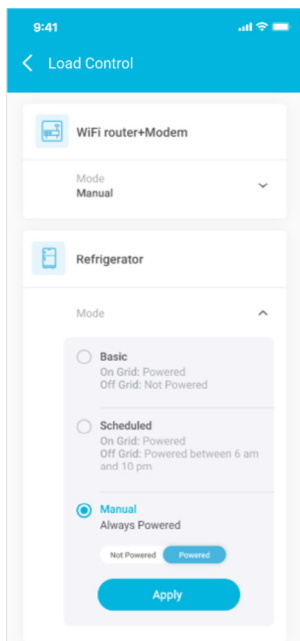 9:41
Load Control
WiFi router+Modem
Mode
Manual
Refrigerator
Mode
Basic
On Grid: Powered
Off Grid: Not Powered
Scheduled
On Grid: Powered
Off Grid: Powered between 6 am
and 10 pm
Manual
Always Powered
Not Powered Powered
Apply